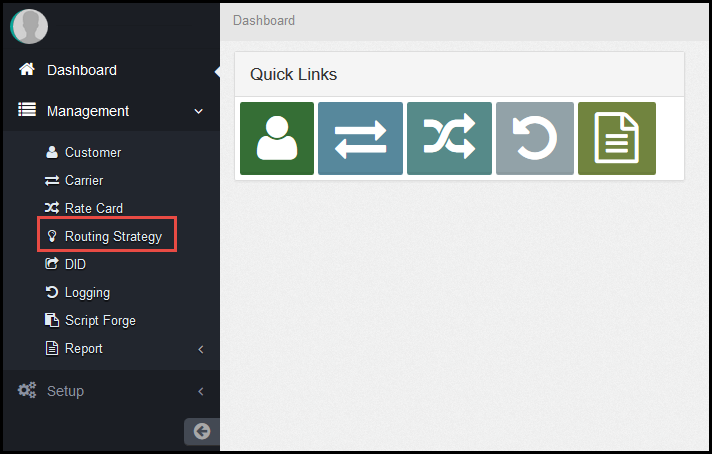 Dashboard
Management
Customer
Carrier
Rate Card
Routing Strategy
DID
Logging
Script Forge
Report
Setup
Dashboard
Quick Links